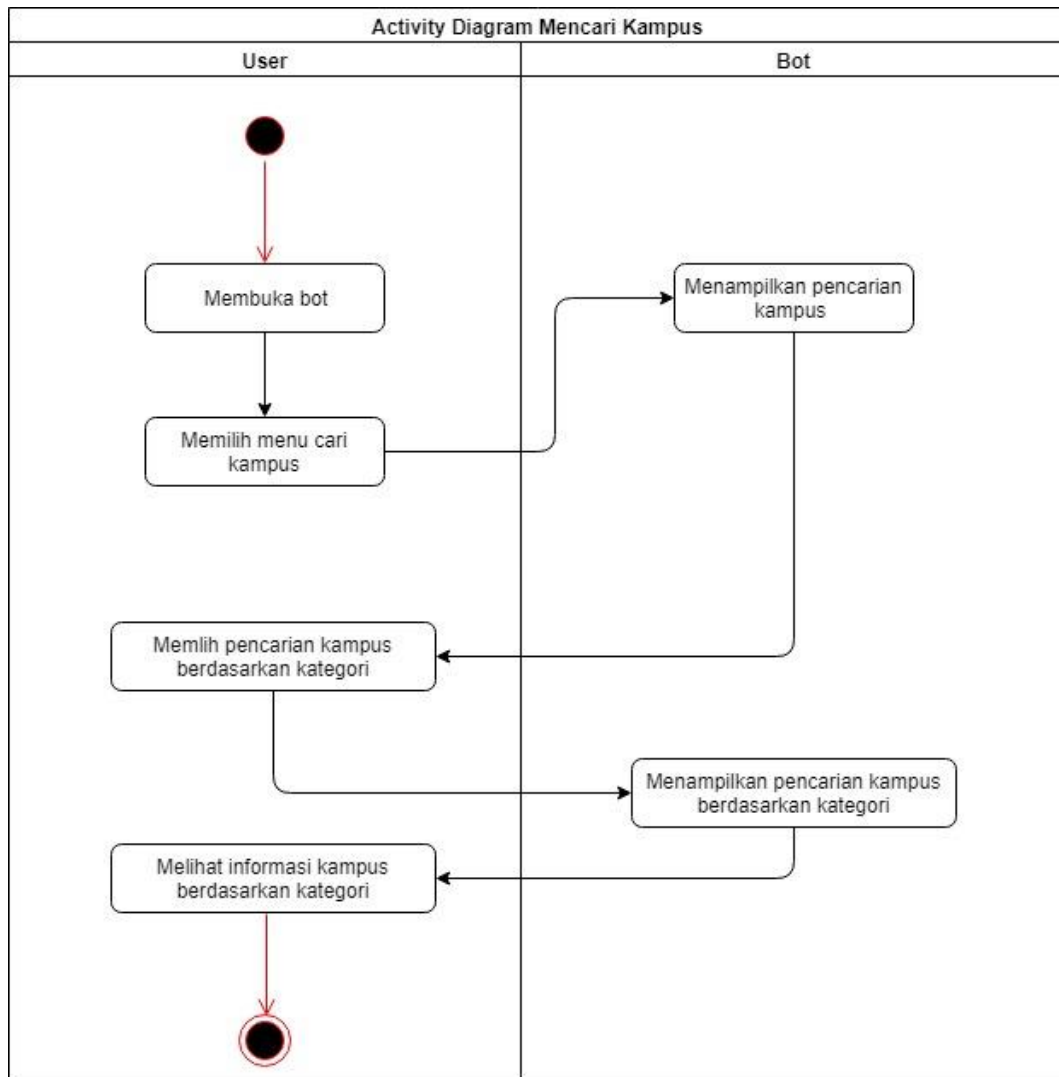 Activity Diagram Mencari Kampus
User
Bot
Membuka bot
Menampilkan pencarian
kampus
Memilih menu cari
kampus
Memlih pencarian kampus
berdasarkan kategori
Menampilkan pencarian kampus
berdasarkan kategori
Melihat informasi kampus
berdasarkan kategori